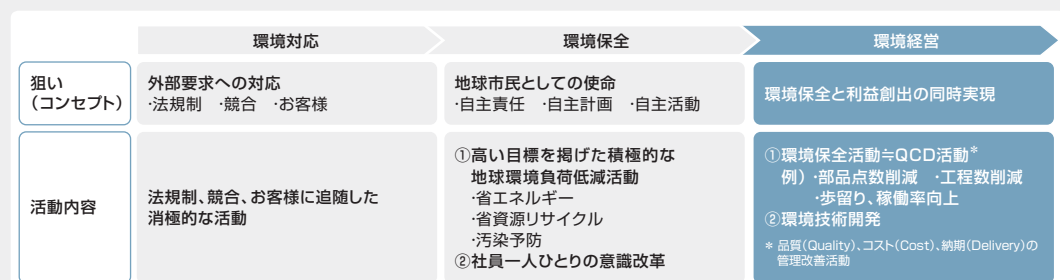 環境対応
環境保全
環境経営
狙い
（コンセプト）
外部要求への対応
·法規制　·競合　·お客様
地球市民としての使命
·自主責任　·自主計画　·自主活動
環境保全と利益創出の同時実現
活動内容
法規制、競合、お客様に追随した
消極的な活動
①高い目標を掲げた積極的な
地球環境負荷低減活動
·省エネルギー
·省資源リサイクル
·汚染予防
②社員一人ひとりの意識改革
①環境保全活動≒QCD活動*
例）·部品点数削減　·工程数削減
·歩留り、稼働率向上
②環境技術開発
* 品質（Quality）、コスト（Cost）、納期（Delivery）の
管理改善活動